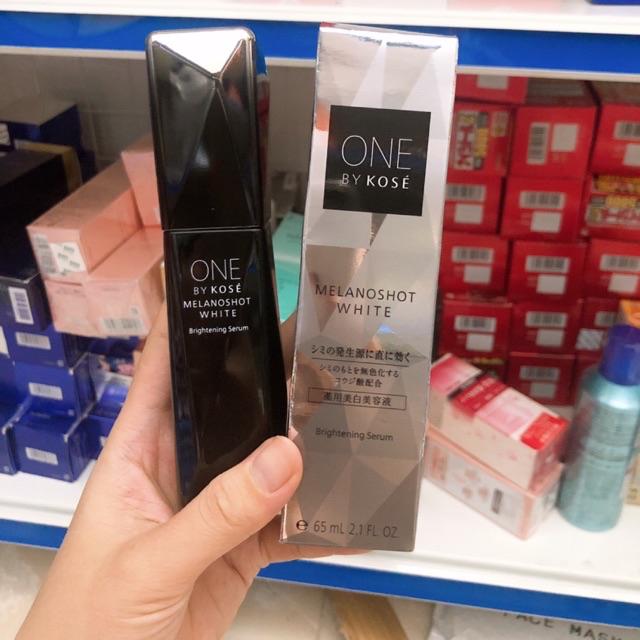 ONE
BY KOSÉ
MELANOSHOT
WHITE
Brightening Serum
ONE
BY KOSÉ
MELANOSHOT
WHITE
シミの発生源に直に効く
シミのもとを無色化する
コウジ酸配合
薬用美白美容液
Brightening Serum
e 65 mL 2.1 FL. OZ.
FACE MASK